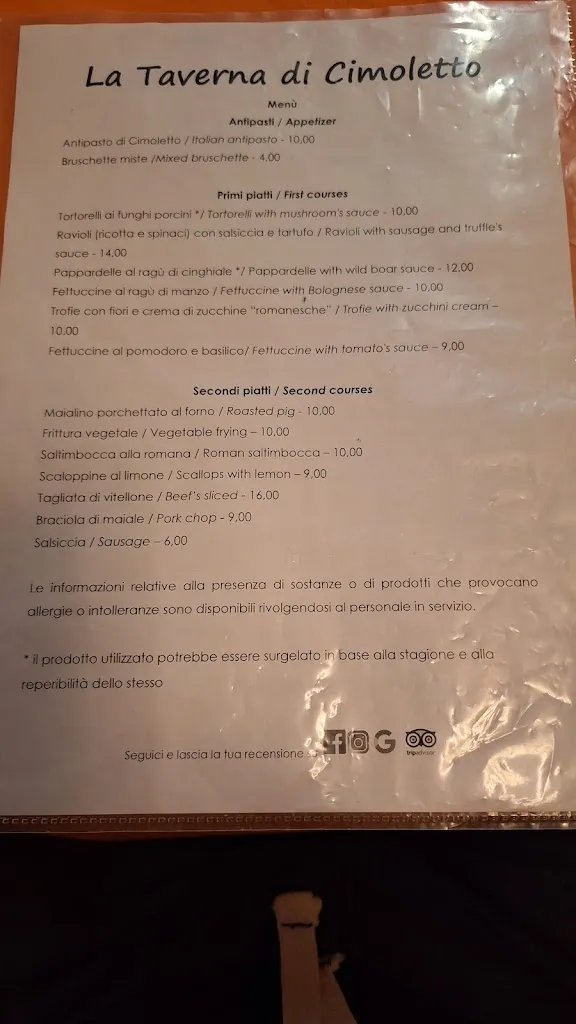 La Taverna di Cimoletto
Menù
Antipasti / Appetizer
Antipasto di Cimoletto / Italian antipasto - 10,00
Bruschette miste /Mixed bruschette - 4,00
Primi piatti / First courses
Tortorelli ai funghi porcini */ Tortorelli with mushroom's sauce - 10,00
Ravioli (ricotta e spinaci) con salsiccia e tartufo / Ravioli with sausage and truffle's
sauce - 14,00
Pappardelle al ragù di cinghiale */ Pappardelle with wild boar sauce - 12,00
Fettuccine al ragù di manzo / Fettuccine with Bolognese sauce - 10,00
Trofie con fiori e crema di zucchine "romanesche" / Trofie with zucchini cream –
10,00
Fettuccine al pomodoro e basilico/ Fettuccine with tomato's sauce – 9,00
Secondi piatti / Second courses
Maialino porchettato al forno / Roasted pig - 10,00
Frittura vegetale / Vegetable frying – 10,00
Saltimbocca alla romana / Roman saltimbocca – 10,00
Scaloppine al limone / Scallops with lemon – 9,00
Tagliata di vitellone / Beef's sliced - 16,00
Braciola di maiale / Pork chop - 9,00
Salsiccia / Sausage – 6,00
Le informazioni relative alla presenza di sostanze o di prodotti che provocano
allergie o intolleranze sono disponibili rivolgendosi al personale in servizio.
* il prodotto utilizzato potrebbe essere surgelato in base alla stagione e alla
reperibilità dello stesso
Seguici e lascia la tua recensione su
tripadvisor